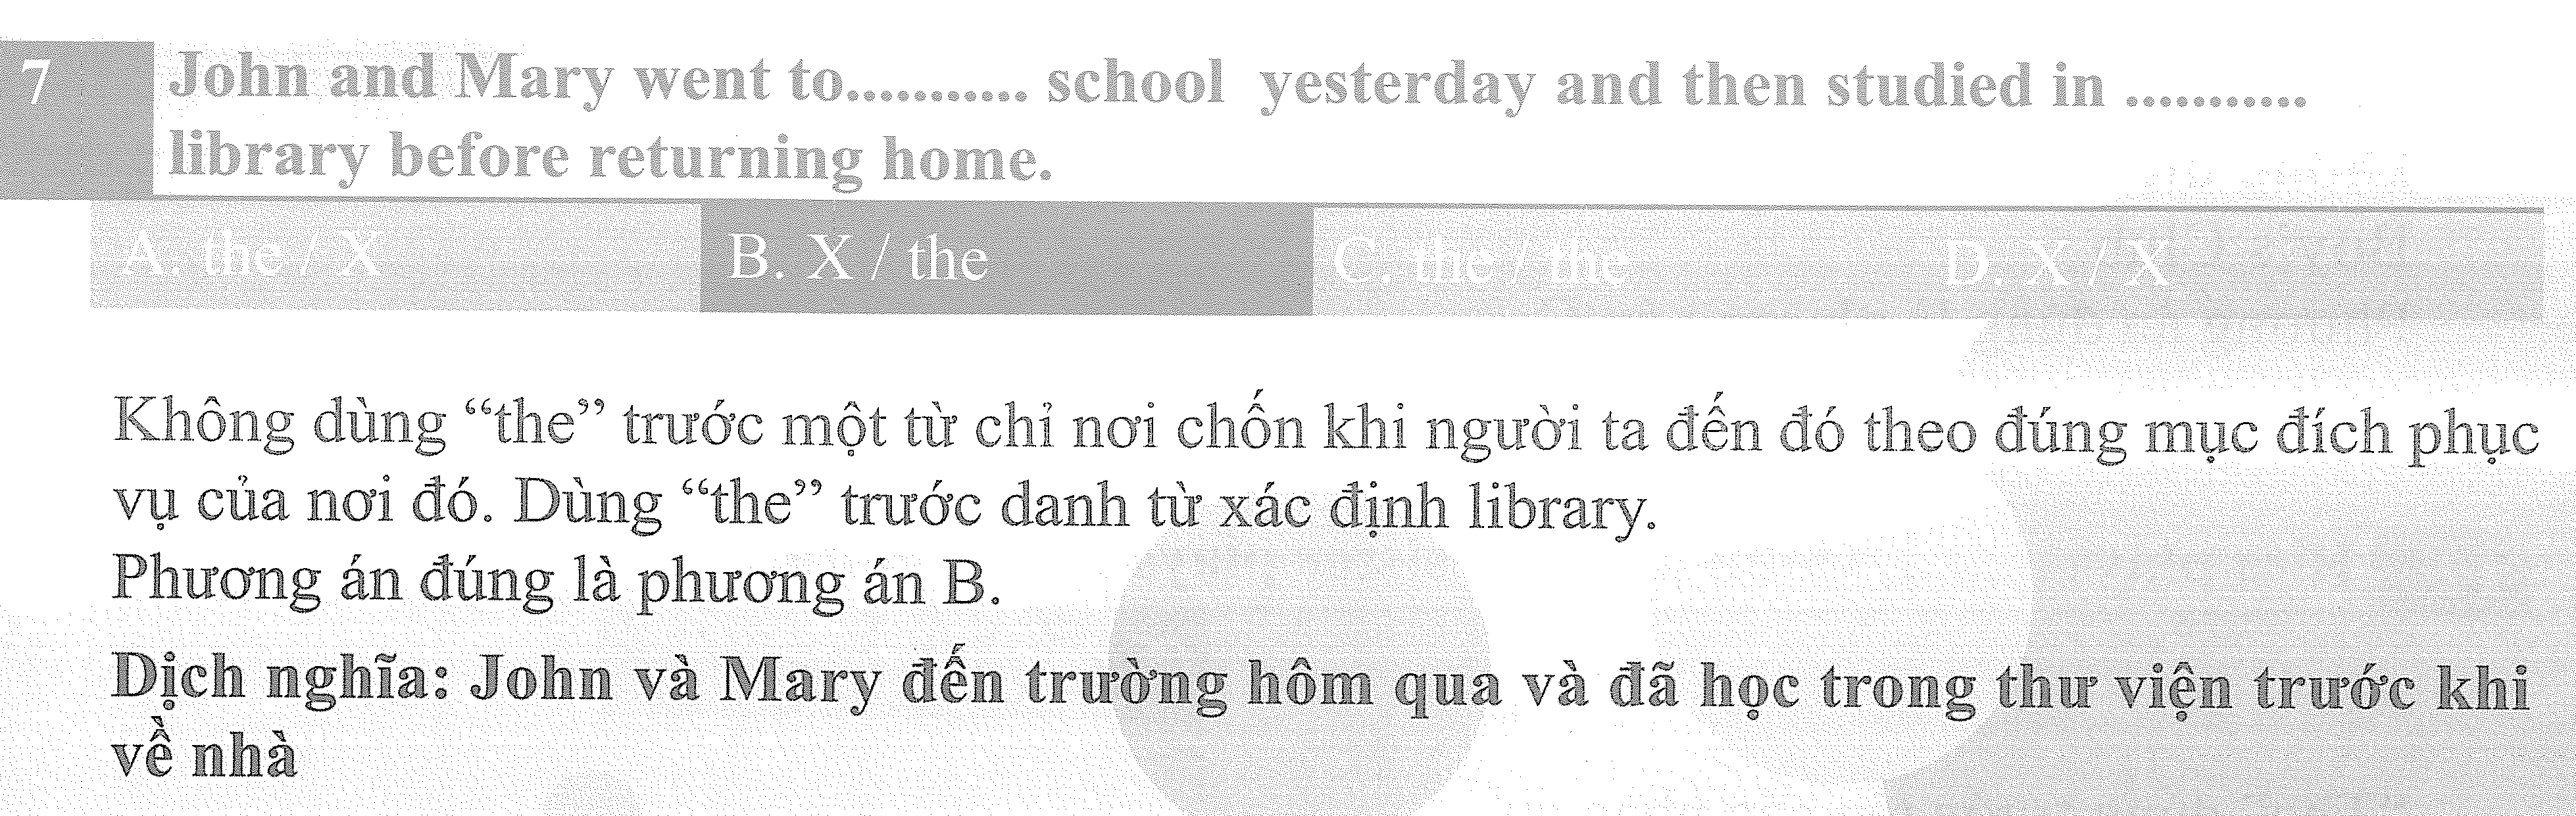 7 John and Mary went to........... school yesterday and then studied in ...........
library before returning home.
A. the / X B. X / the C. the / the D. X / X
Không dùng “the” trước một từ chỉ nơi chốn khi người ta đến đó theo đúng mục đích phục
vụ của nơi đó. Dùng “the” trước danh từ xác định library.
Phương án đúng là phương án B.
Dịch nghĩa: John và Mary đến trường hôm qua và đã học trong thư viện trước khi
về nhà